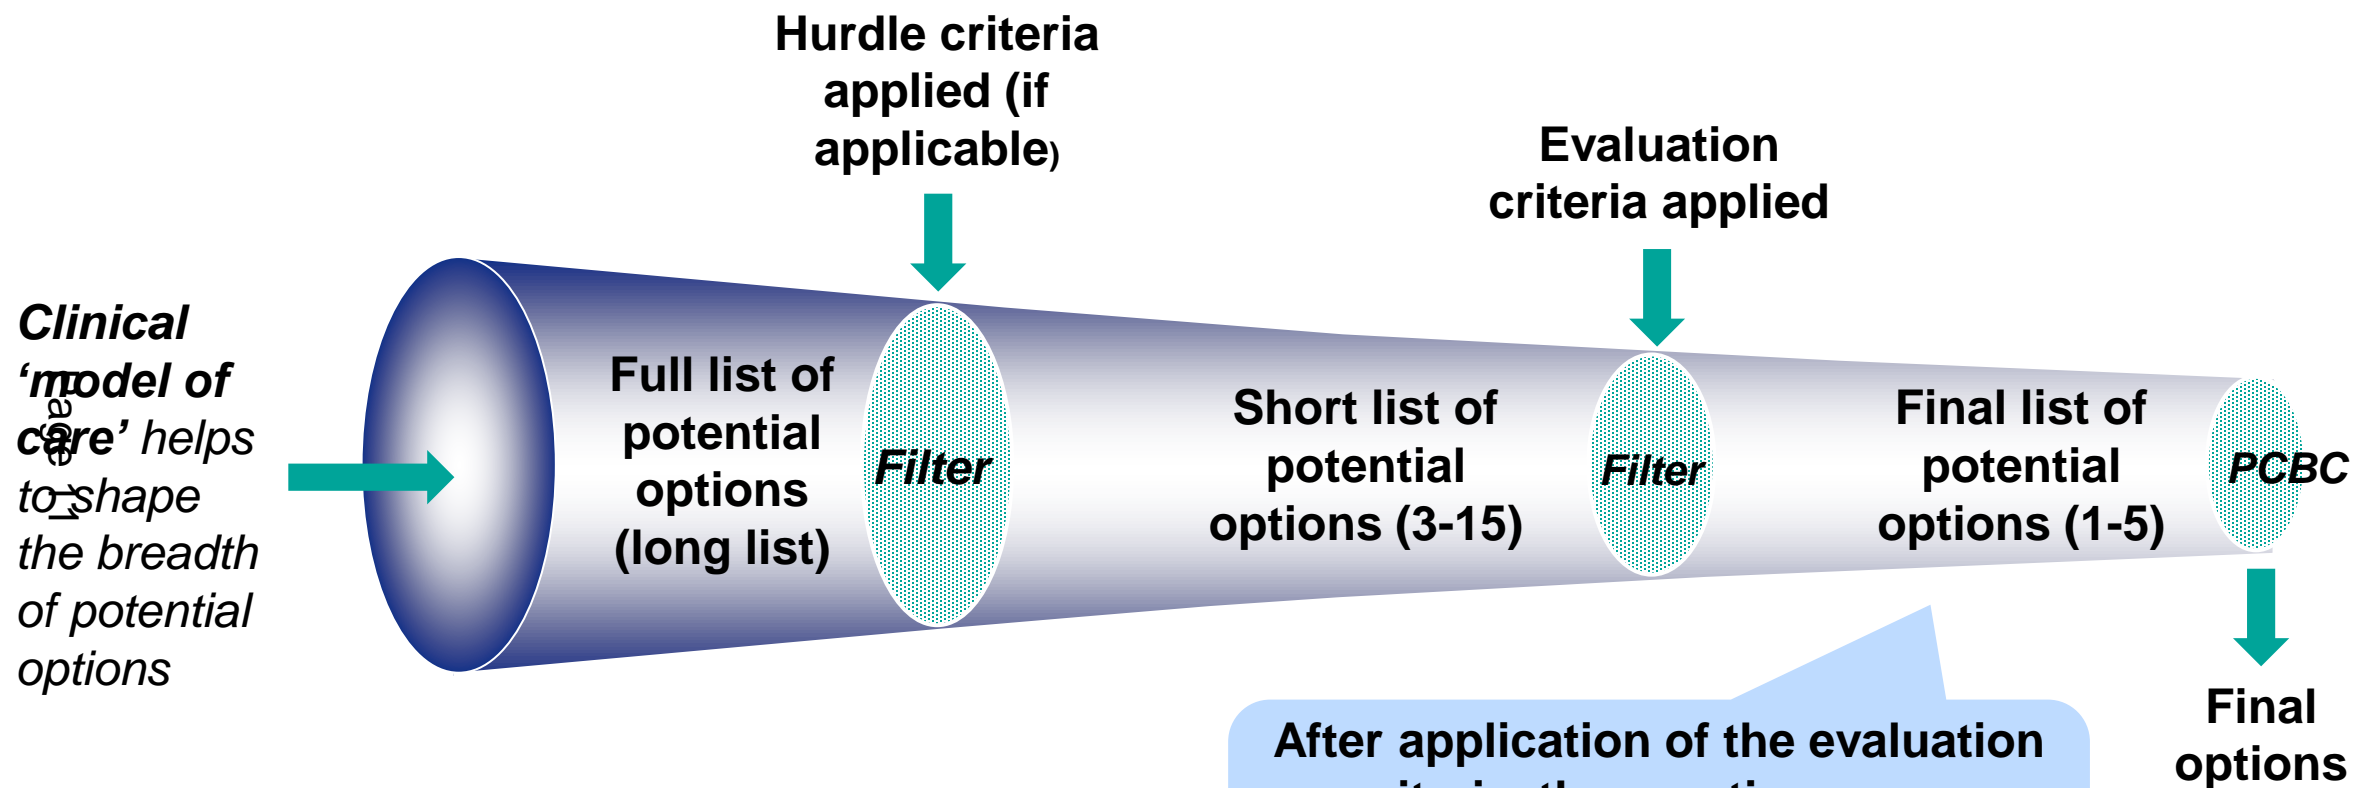 Hurdle criteria
applied (if
applicable)
Evaluation
criteria applied
Clinical
‘model of
care’ helps
to shape
the breadth
of potential
options
Page 11
Full list of
potential
options
(long list)
Filter
Short list of
potential
options (3-15)
Filter
Final list of
potential
options (1-5)
PCBC
After application of the evaluation
Final
options